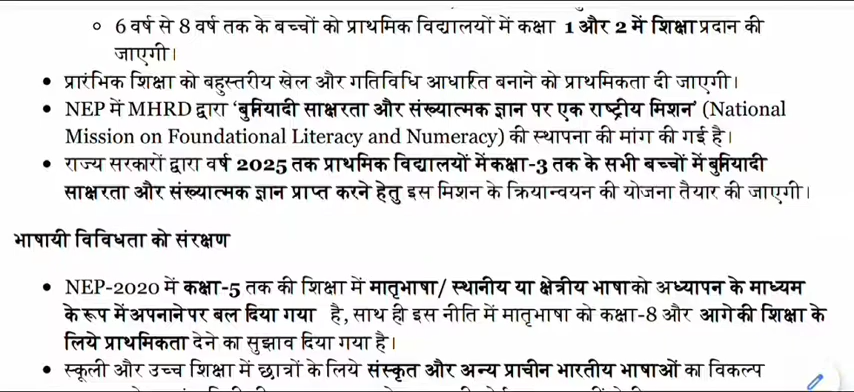 6 वर्ष से 8 वर्ष तक के बच्चों को प्राथमिक विद्यालयों में कक्षा 1 और 2 में शिक्षा प्रदान की
जाएगी।
प्रारंभिक शिक्षा को बहुस्तरीय खेल और गतिविधि आधारित बनाने को प्राथमिकता दी जाएगी।
NEP में MHRD द्वारा ‘बुनियादी साक्षरता और संख्यात्मक ज्ञान पर एक राष्ट्रीय मिशन’ (National
Mission on Foundational Literacy and Numeracy) की स्थापना की मांग की गई है।
राज्य सरकारों द्वारा वर्ष 2025 तक प्राथमिक विद्यालयों में कक्षा-3 तक के सभी बच्चों में बुनियादी
साक्षरता और संख्यात्मक ज्ञान प्राप्त करने हेतु इस मिशन के क्रियान्वयन की योजना तैयार की जाएगी।
भाषायी विविधता को संरक्षण
NEP-2020 में कक्षा-5 तक की शिक्षा में मातृभाषा/ स्थानीय या क्षेत्रीय भाषा को अध्यापन के माध्यम
के रूप में अपनाने पर बल दिया गया है, साथ ही इस नीति में मातृभाषा को कक्षा-8 और आगे की शिक्षा के
लिये प्राथमिकता देने का सुझाव दिया गया है।
स्कूली और उच्च शिक्षा में छात्रों के लिये संस्कृत और अन्य प्राचीन भारतीय भाषाओं का विकल्प